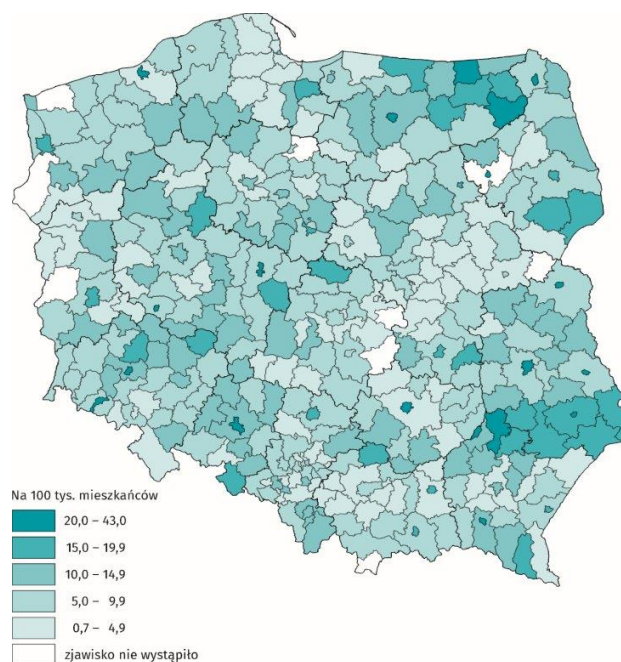 Na 100 tys. mieszkańców
20,0 – 43,0
15,0 – 19,9
10,0 – 14,9
5,0 – 9,9
0,7 – 4,9
zjawisko nie wystąpiło